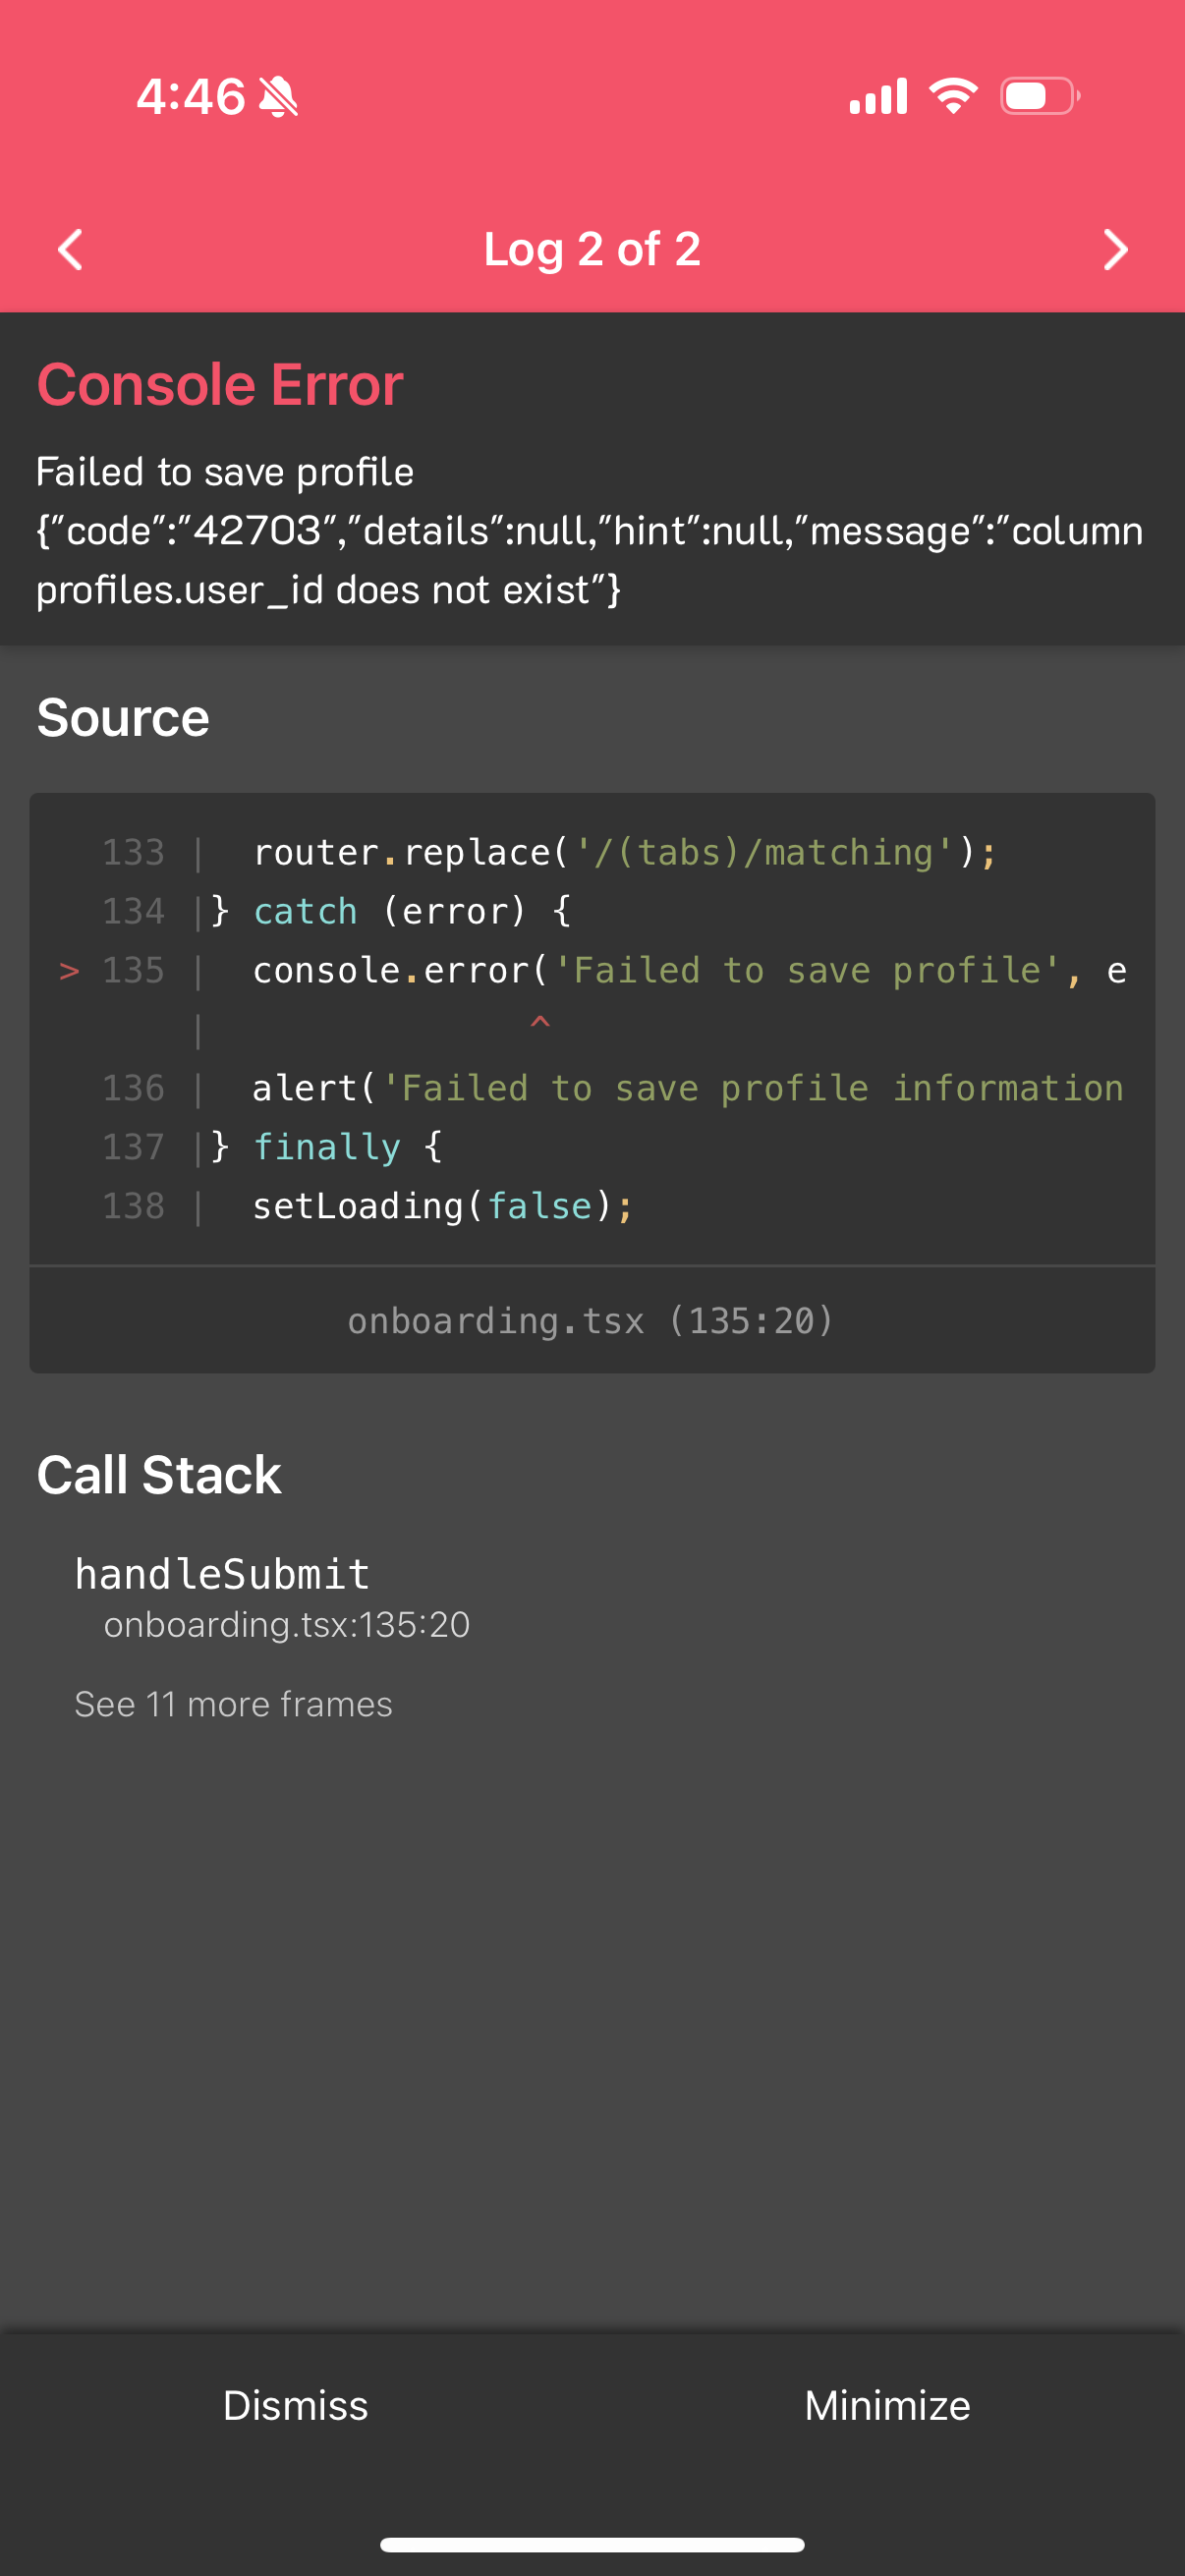 4:46
Log 2 of 2
Console Error
Failed to save profile
{"code":"42703","details":null,"hint":null,"message":"column
profiles.user_id does not exist"}
Source
133 |  router.replace('/(tabs)/matching');
134 |} catch (error) {
> 135 |  console.error('Failed to save profile', e
|               ^
136 |  alert('Failed to save profile information
137 |} finally {
138 |  setLoading(false);
onboarding.tsx (135:20)
Call Stack
handleSubmit
onboarding.tsx:135:20
See 11 more frames
Dismiss
Minimize